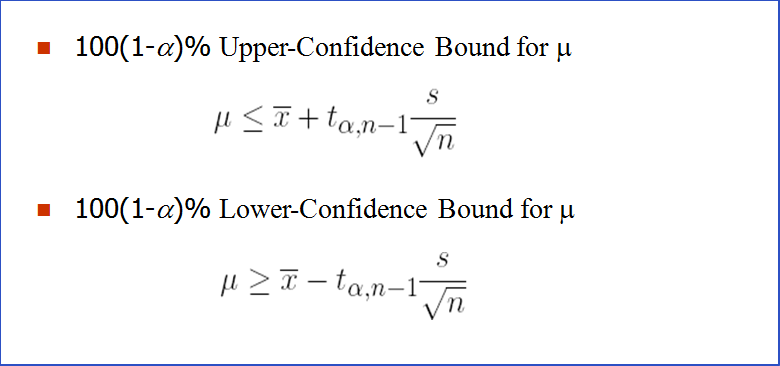 ■ 100(1-α)% Upper-Confidence Bound for μ
μ ≤ x̅ + t_{α,n−1} s/√n
■ 100(1-α)% Lower-Confidence Bound for μ
μ ≥ x̅ − t_{α,n−1} s/√n